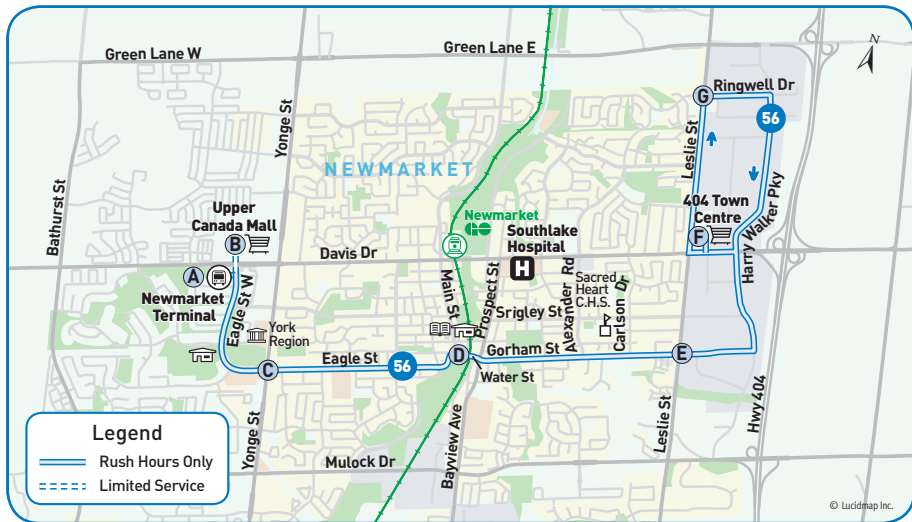 Green Lane W
Green Lane E
N
Yonge St
Bathurst St
NEWMARKET
G
Ringwell Dr
56
Leslie St
Harry Walker Pky
404 Town
Centre
F
Upper
Canada Mall
B
Newmarket
Southlake
Hospital
H
Davis Dr
A
Newmarket
Terminal
Eagle St W
Main St
Prospect St
Alexander Rd
Sacred
Heart
C.H.S.
Carlson Dr
Srigley St
York
Region
C
Eagle St
56
D
Gorham St
Water St
E
Yonge St
Bayview Ave
Leslie St
Hwy 404
Mulock Dr
Legend
Rush Hours Only
Limited Service
© Lucidmap Inc.